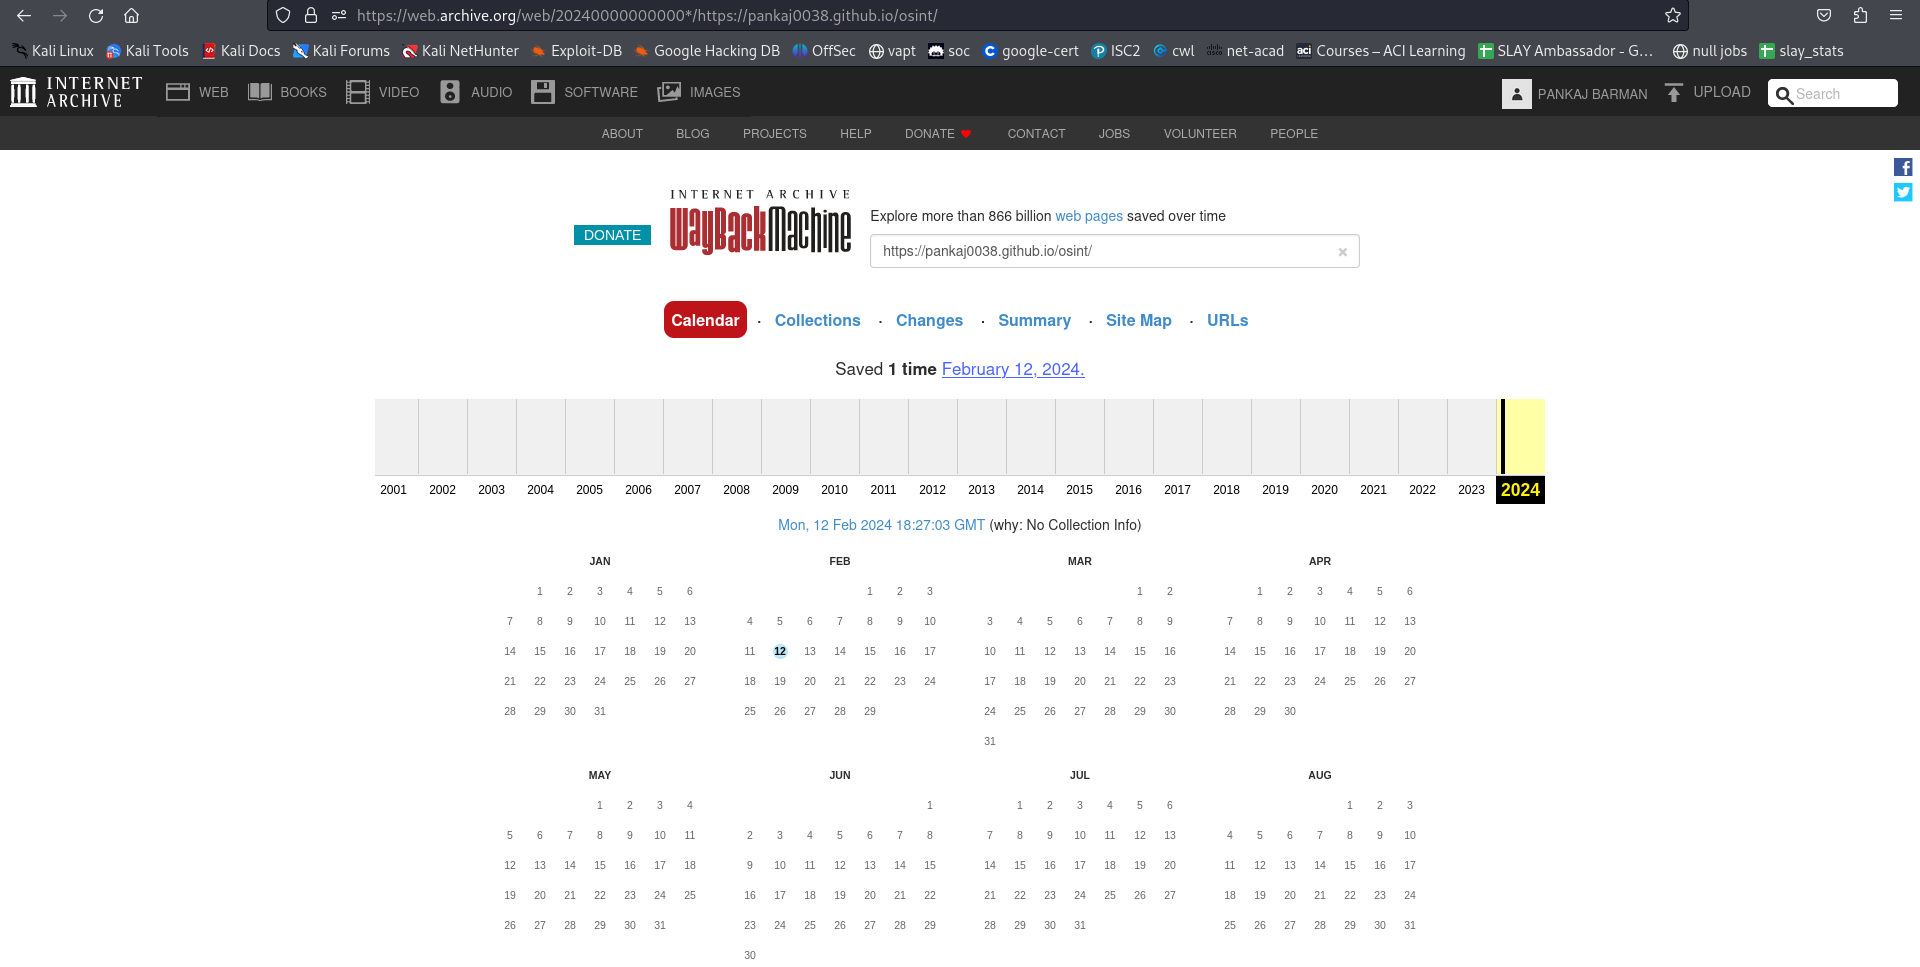 https://web.archive.org/web/20240000000000*/https://pankaj0038.github.io/osint/
Kali Linux Kali Tools Kali Docs Kali Forums Kali NetHunter Exploit-DB Google Hacking DB OffSec vapt soc google-cert ISC2 cwl net-acad Courses – ACI Learning SLAY Ambassador - G... null jobs slay_stats
INTERNET ARCHIVE WEB BOOKS VIDEO AUDIO SOFTWARE IMAGES PANKAJ BARMAN UPLOAD Search
ABOUT BLOG PROJECTS HELP DONATE CONTACT JOBS VOLUNTEER PEOPLE
INTERNET ARCHIVE
WayBackMachine
DONATE
Explore more than 866 billion web pages saved over time
https://pankaj0038.github.io/osint/ ×
Calendar · Collections · Changes · Summary · Site Map · URLs
Saved 1 time February 12, 2024.
2001 2002 2003 2004 2005 2006 2007 2008 2009 2010 2011 2012 2013 2014 2015 2016 2017 2018 2019 2020 2021 2022 2023 2024
Mon, 12 Feb 2024 18:27:03 GMT (why: No Collection Info)
JAN
1 2 3 4 5 6
7 8 9 10 11 12 13
14 15 16 17 18 19 20
21 22 23 24 25 26 27
28 29 30 31
FEB
1 2 3
4 5 6 7 8 9 10
11 12 13 14 15 16 17
18 19 20 21 22 23 24
25 26 27 28 29
MAR
1 2
3 4 5 6 7 8 9
10 11 12 13 14 15 16
17 18 19 20 21 22 23
24 25 26 27 28 29 30
31
APR
1 2 3 4 5 6
7 8 9 10 11 12 13
14 15 16 17 18 19 20
21 22 23 24 25 26 27
28 29 30
MAY
1 2 3 4
5 6 7 8 9 10 11
12 13 14 15 16 17 18
19 20 21 22 23 24 25
26 27 28 29 30 31
JUN
1
2 3 4 5 6 7 8
9 10 11 12 13 14 15
16 17 18 19 20 21 22
23 24 25 26 27 28 29
30
JUL
1 2 3 4 5 6
7 8 9 10 11 12 13
14 15 16 17 18 19 20
21 22 23 24 25 26 27
28 29 30 31
AUG
1 2 3
4 5 6 7 8 9 10
11 12 13 14 15 16 17
18 19 20 21 22 23 24
25 26 27 28 29 30 31